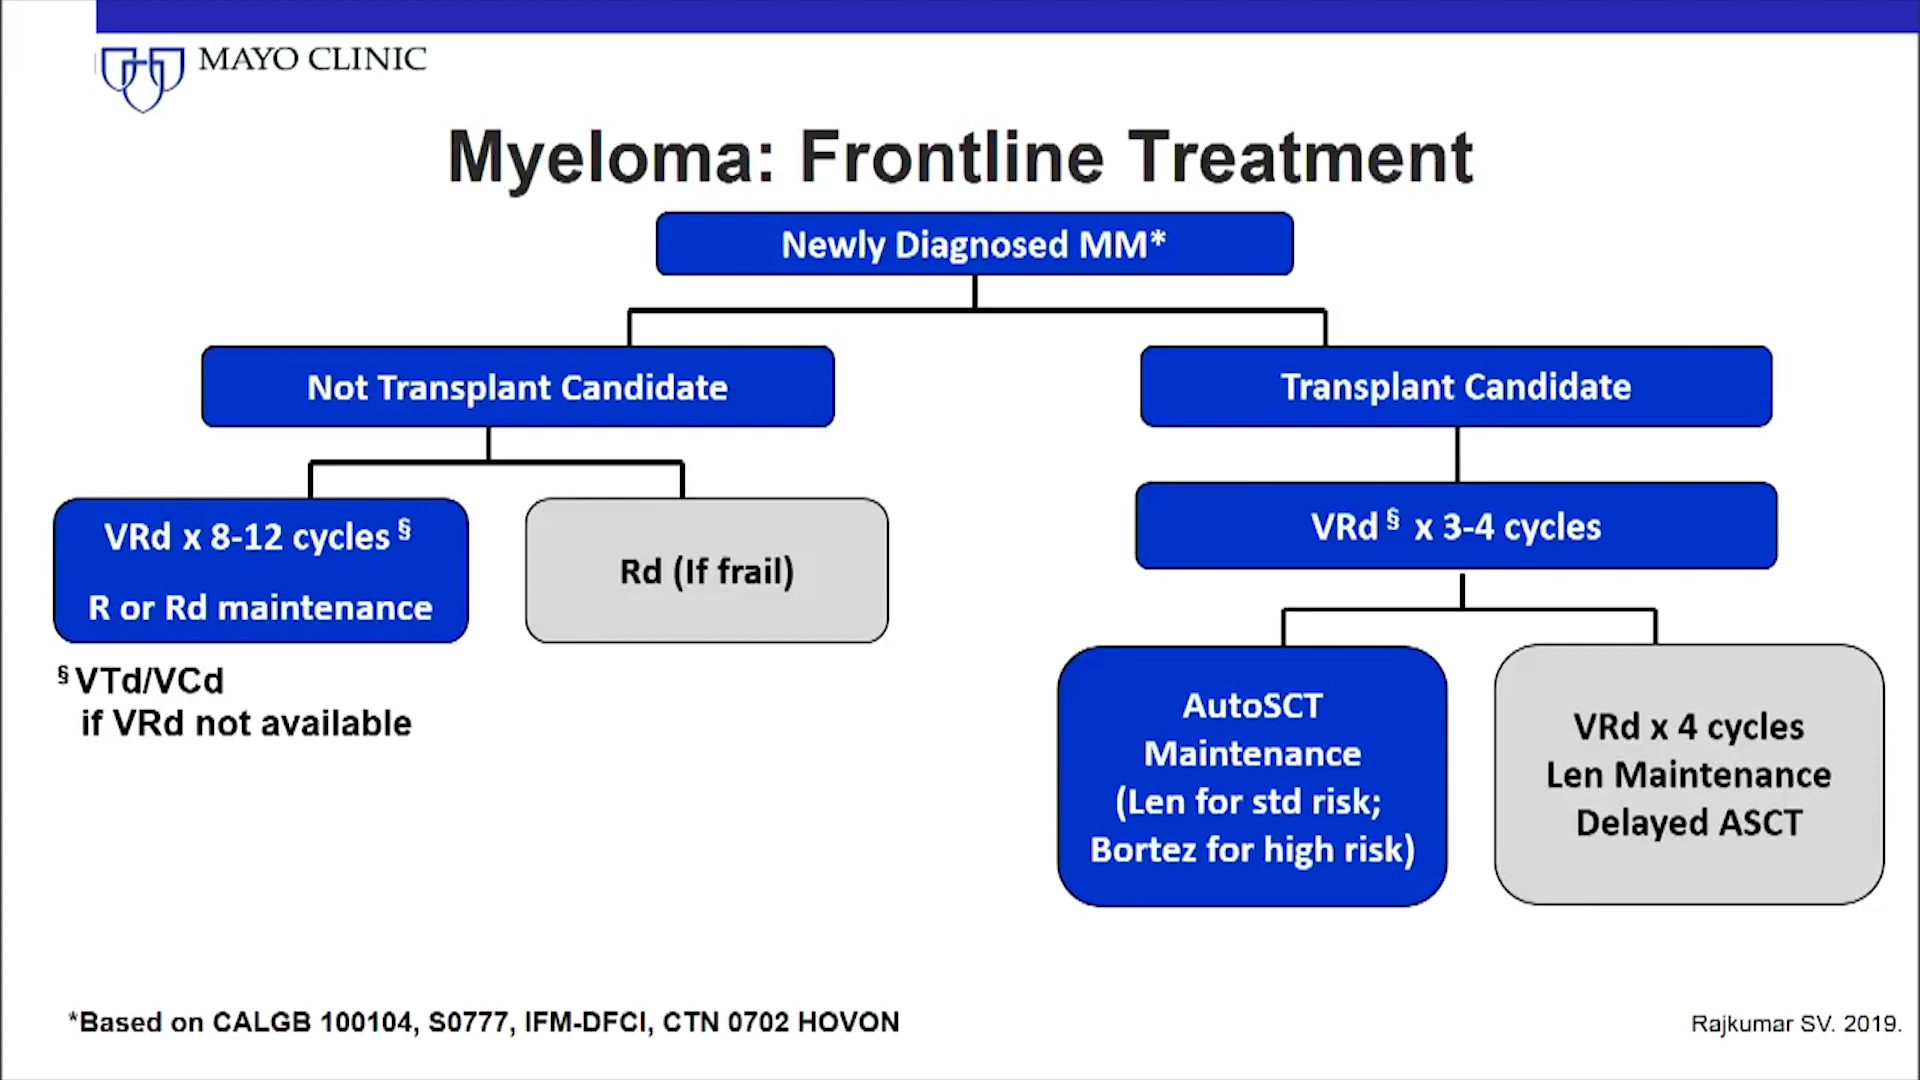 MAYO CLINIC
Myeloma: Frontline Treatment
Newly Diagnosed MM*
Not Transplant Candidate
Transplant Candidate
VRd x 8-12 cycles §
R or Rd maintenance
Rd (If frail)
VRd § x 3-4 cycles
§ VTd/VCd
if VRd not available
AutoSCT
Maintenance
(Len for std risk;
Bortez for high risk)
VRd x 4 cycles
Len Maintenance
Delayed ASCT
*Based on CALGB 100104, S0777, IFM-DFCI, CTN 0702 HOVON
Rajkumar SV. 2019.